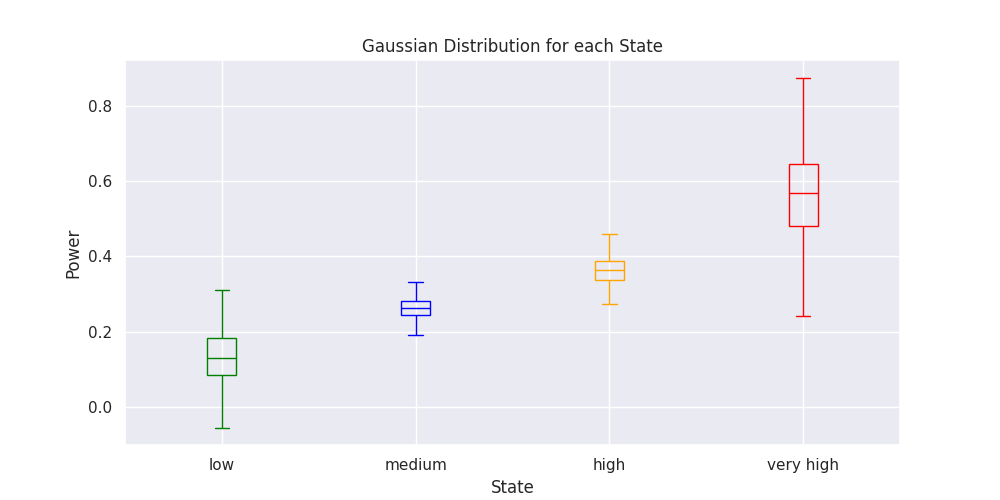 Gaussian Distribution for each State
Power
0.8
0.6
0.4
0.2
0.0
low medium high very high
State